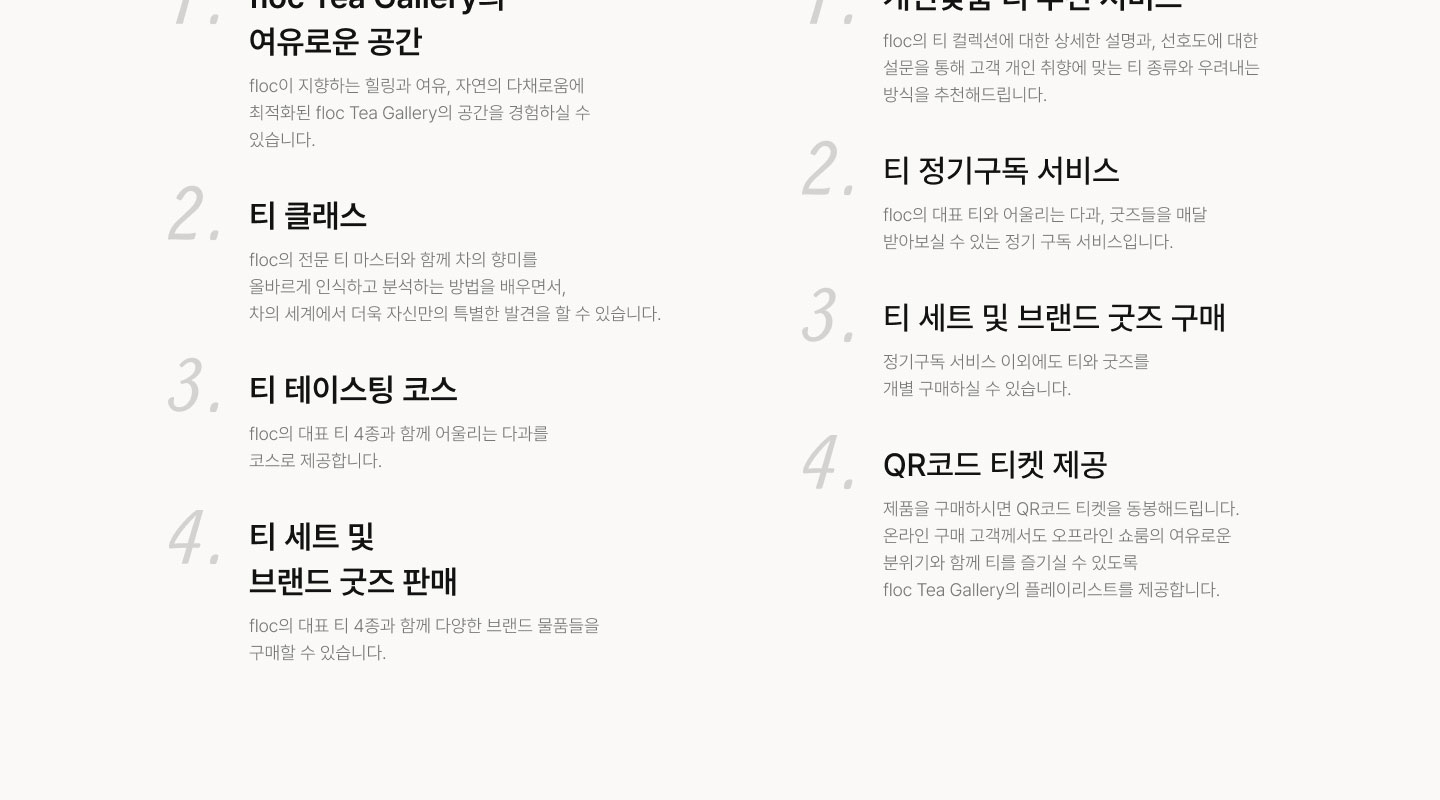 1.
floc Tea Gallery의
여유로운 공간
floc이 지향하는 힐링과 여유, 자연의 다채로움에
최적화된 floc Tea Gallery의 공간을 경험하실 수
있습니다.
2.
티 클래스
floc의 전문 티 마스터와 함께 차의 향미를
올바르게 인식하고 분석하는 방법을 배우면서,
차의 세계에서 더욱 자신만의 특별한 발견을 할 수 있습니다.
3.
티 테이스팅 코스
floc의 대표 티 4종과 함께 어울리는 다과를
코스로 제공합니다.
4.
티 세트 및
브랜드 굿즈 판매
floc의 대표 티 4종과 함께 다양한 브랜드 물품들을
구매할 수 있습니다.
1.
개인맞춤 티 추천 서비스
floc의 티 컬렉션에 대한 상세한 설명과, 선호도에 대한
설문을 통해 고객 개인 취향에 맞는 티 종류와 우려내는
방식을 추천해드립니다.
2.
티 정기구독 서비스
floc의 대표 티와 어울리는 다과, 굿즈들을 매달
받아보실 수 있는 정기 구독 서비스입니다.
3.
티 세트 및 브랜드 굿즈 구매
정기구독 서비스 이외에도 티와 굿즈를
개별 구매하실 수 있습니다.
4.
QR코드 티켓 제공
제품을 구매하시면 QR코드 티켓을 동봉해드립니다.
온라인 구매 고객께서도 오프라인 쇼룸의 여유로운
분위기와 함께 티를 즐기실 수 있도록
floc Tea Gallery의 플레이리스트를 제공합니다.